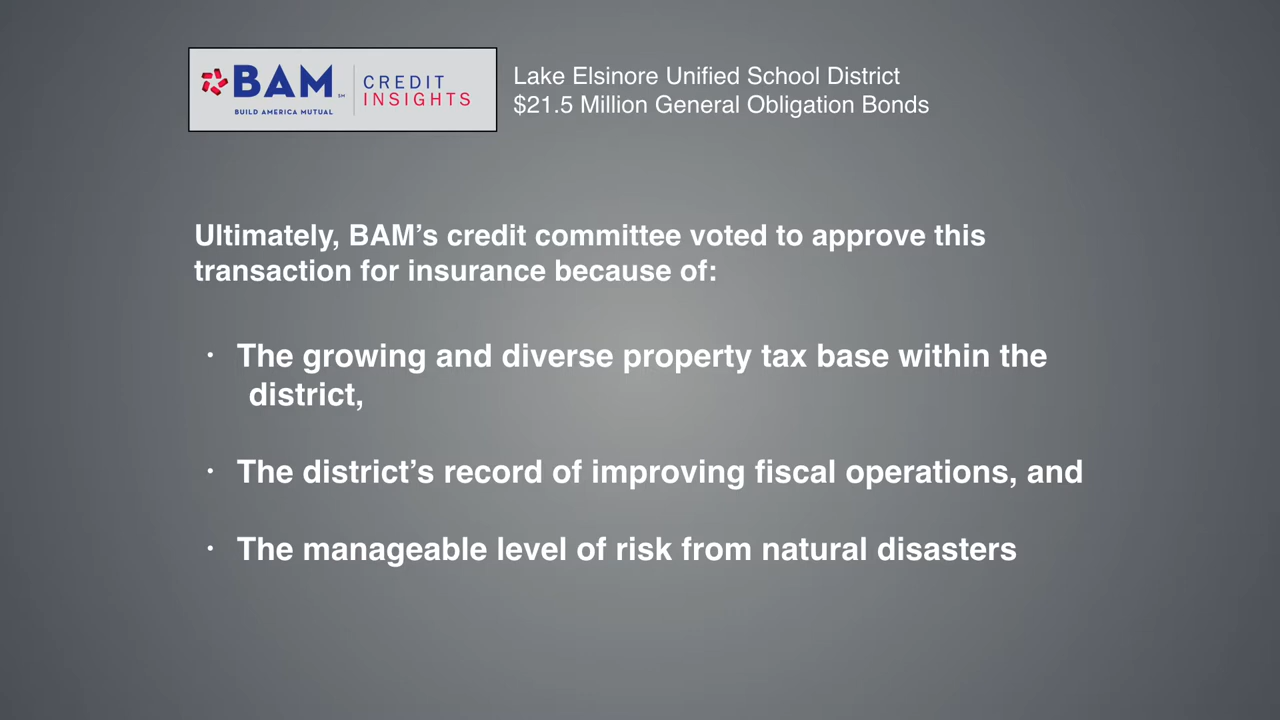 BAM
SM
BUILD AMERICA MUTUAL
CREDIT
INSIGHTS
Lake Elsinore Unified School District
$21.5 Million General Obligation Bonds
Ultimately, BAM’s credit committee voted to approve this
transaction for insurance because of:
· The growing and diverse property tax base within the
district,
· The district’s record of improving fiscal operations, and
· The manageable level of risk from natural disasters